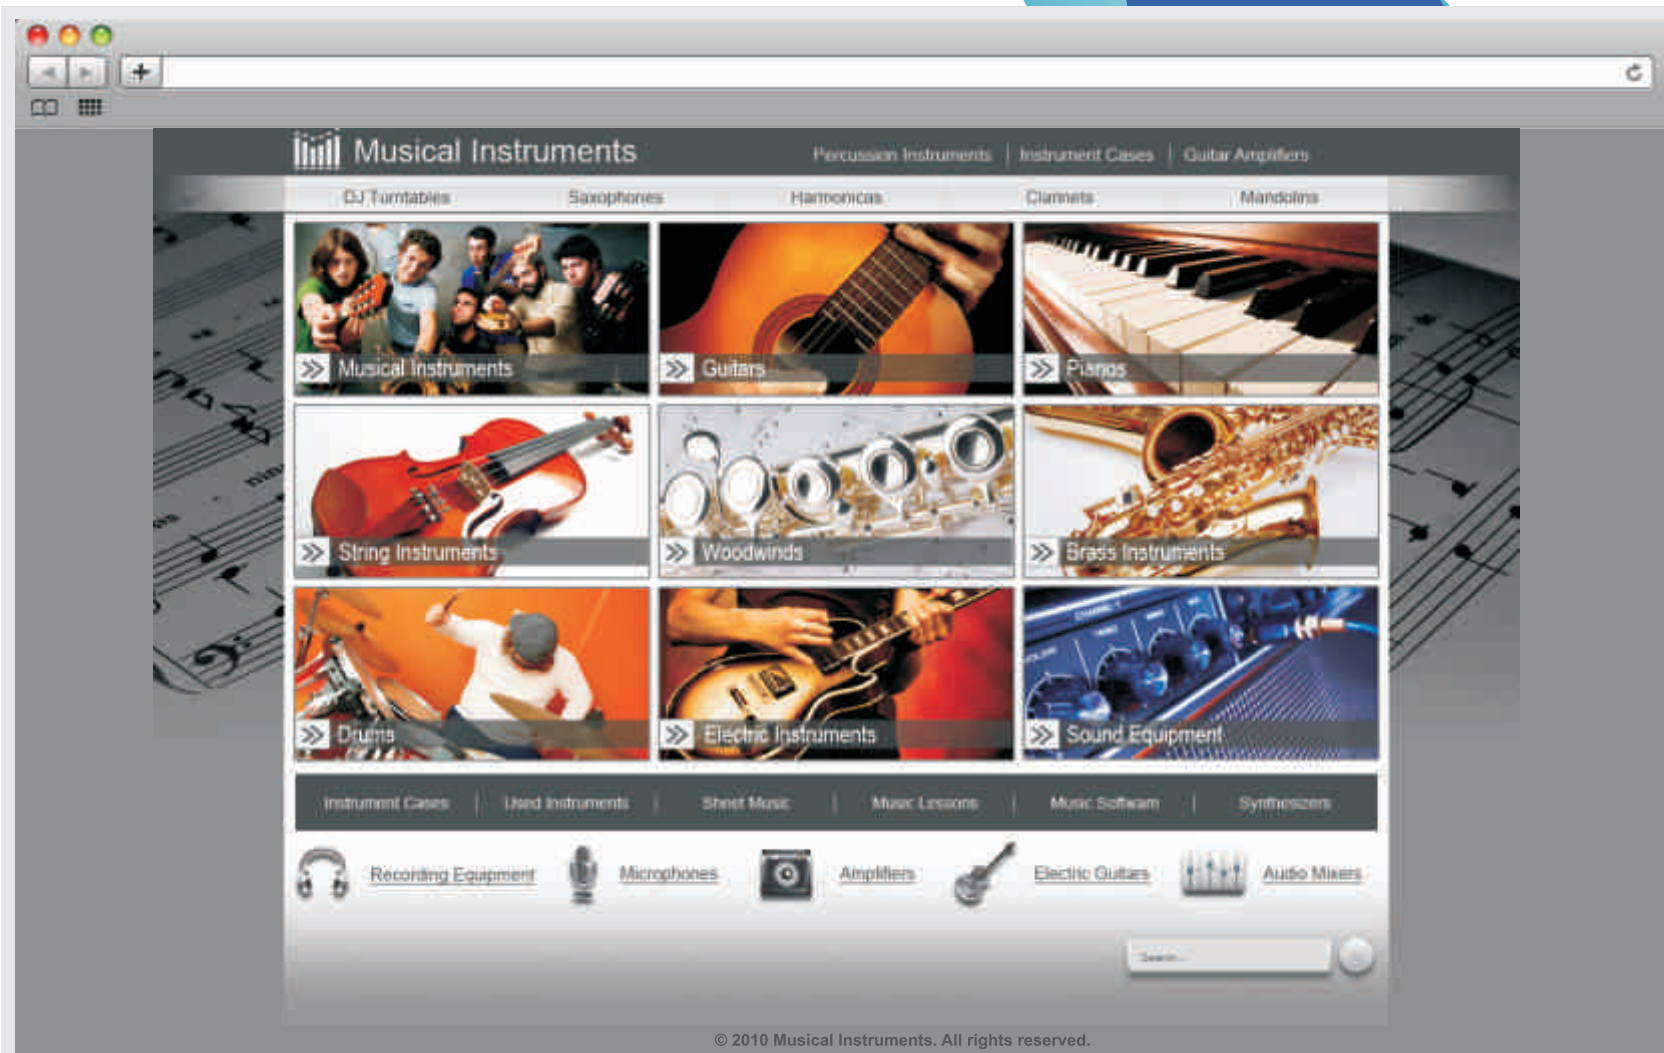 Musical Instruments
Percussion Instruments | Instrument Cases | Guitar Amplifiers
DJ Turntables Saxophones Harmonicas Clarinets Mandolins
Musical Instruments Guitars Pianos
String Instruments Woodwinds Brass Instruments
Drums Electric Instruments Sound Equipment
Instrument Cases | Used Instruments | Sheet Music | Music Lessons | Music Software | Synthesizers
Recording Equipment Microphones Amplifiers Electric Guitars Audio Mixers
Search...
© 2010 Musical Instruments. All rights reserved.